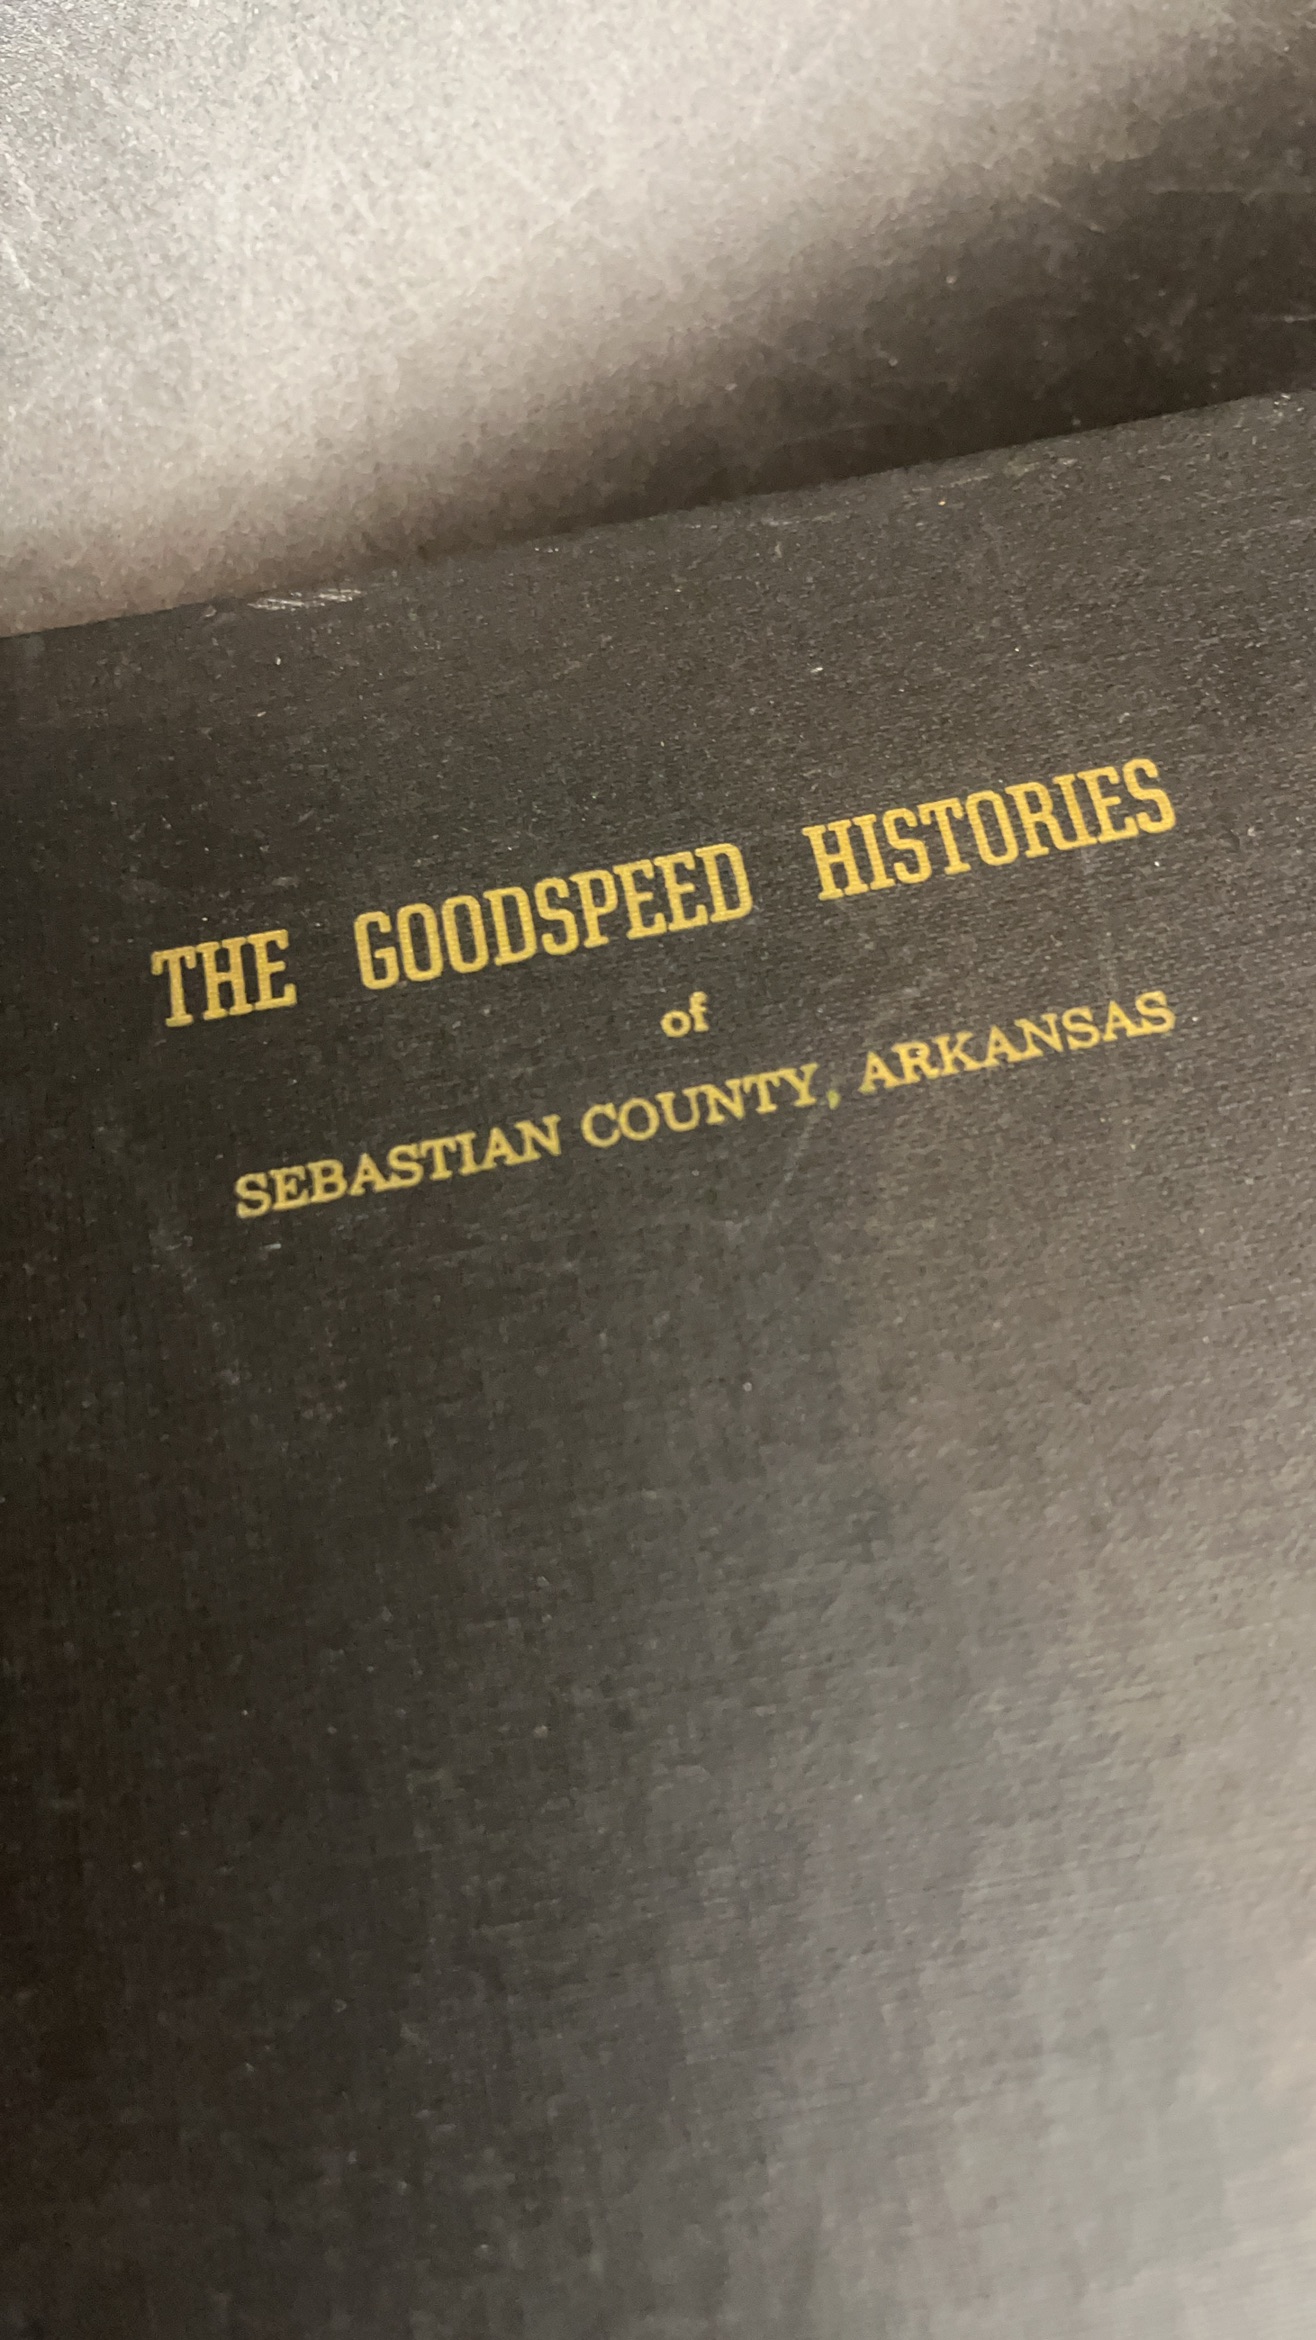 THE GOODSPEED HISTORIES
of
SEBASTIAN COUNTY, ARKANSAS